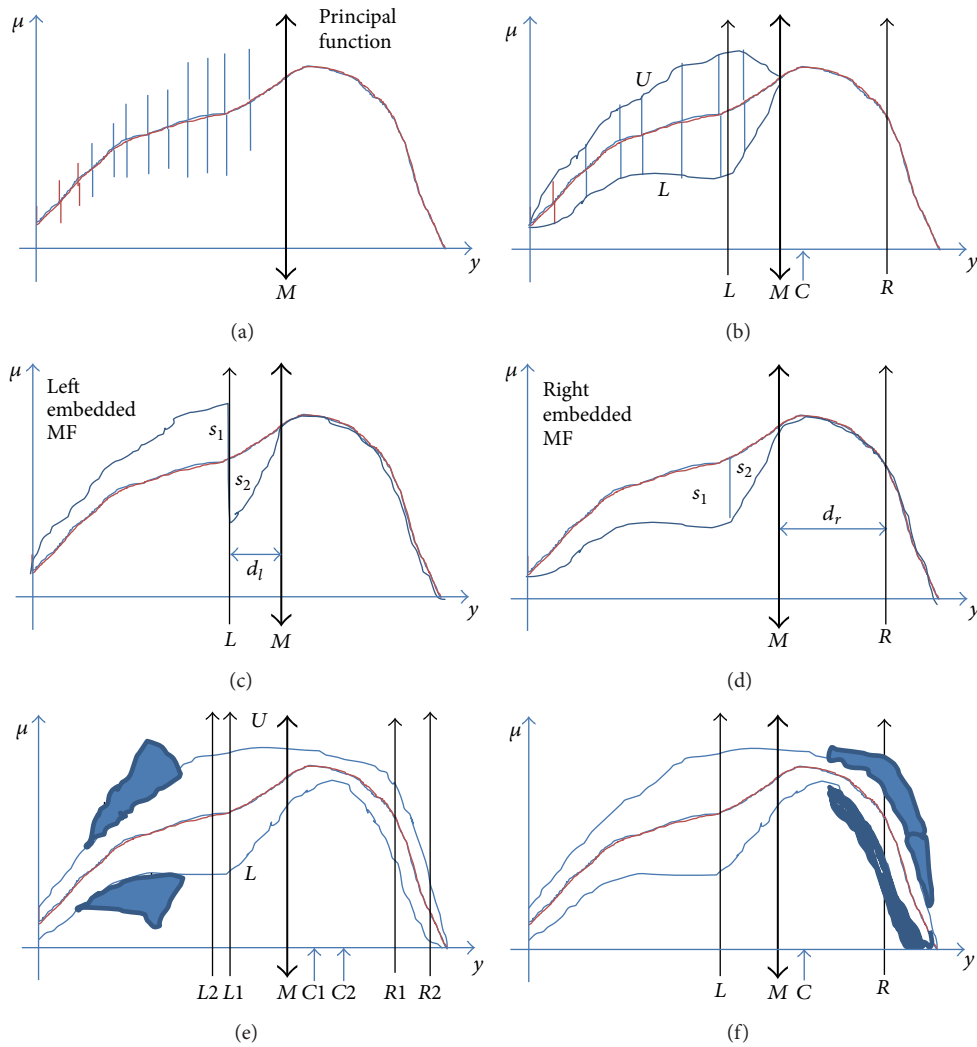 μ
Principal
function
M
y
(a)
μ
U
L
L
M
C
R
y
(b)
μ
Left
embedded
MF
s1
s2
dl
L
M
y
(c)
μ
Right
embedded
MF
s1
s2
dr
M
R
y
(d)
μ
U
L
L2 L1
M C1 C2
R1 R2
y
(e)
μ
L
M
C
R
y
(f)